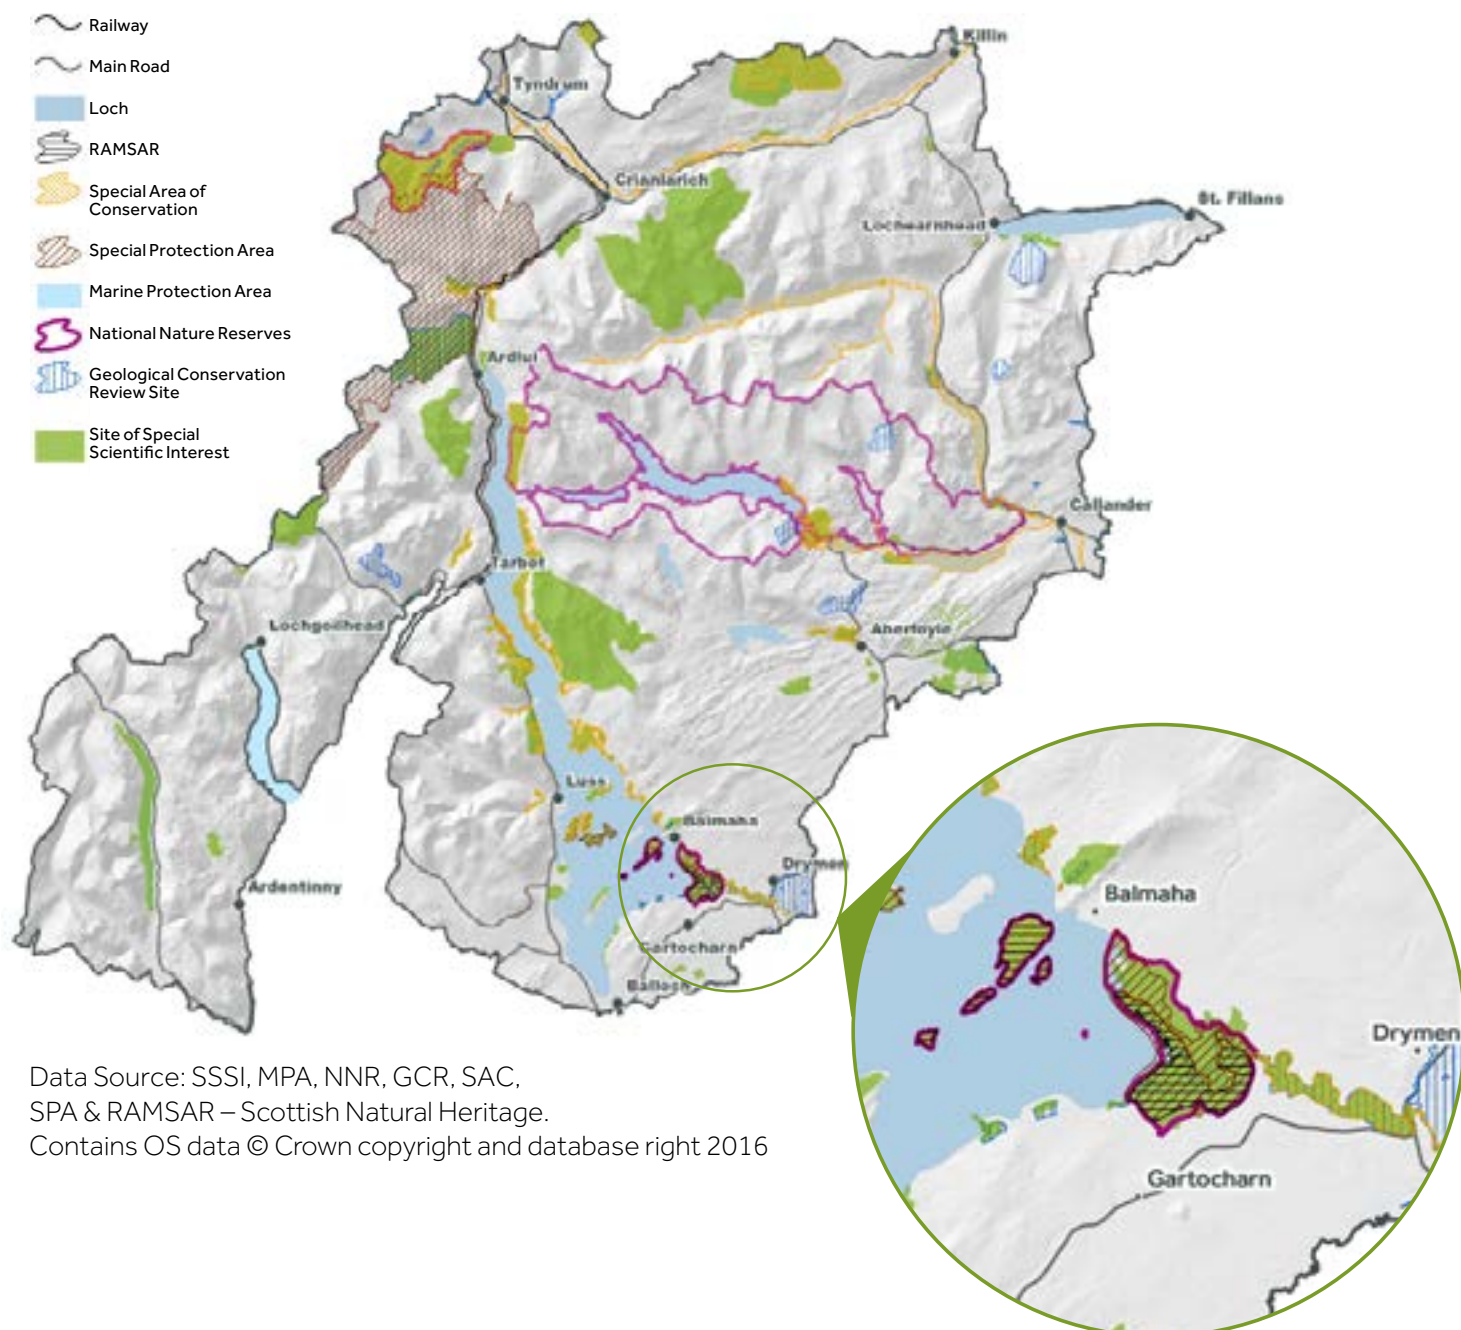 Railway
Main Road
Loch
RAMSAR
Special Area of
Conservation
Special Protection Area
Marine Protection Area
National Nature Reserves
Geological Conservation
Review Site
Site of Special
Scientific Interest
Killin
Tyndrum
Crianlarich
St. Fillans
Lochearnhead
Ardlui
Callander
Tarbet
Lochgoilhead
Aberfoyle
Luss
Balmaha
Drymen
Ardentinny
Gartocharn
Balloch
Balmaha
Drymen
Gartocharn
Data Source: SSSI, MPA, NNR, GCR, SAC,
SPA & RAMSAR – Scottish Natural Heritage.
Contains OS data © Crown copyright and database right 2016